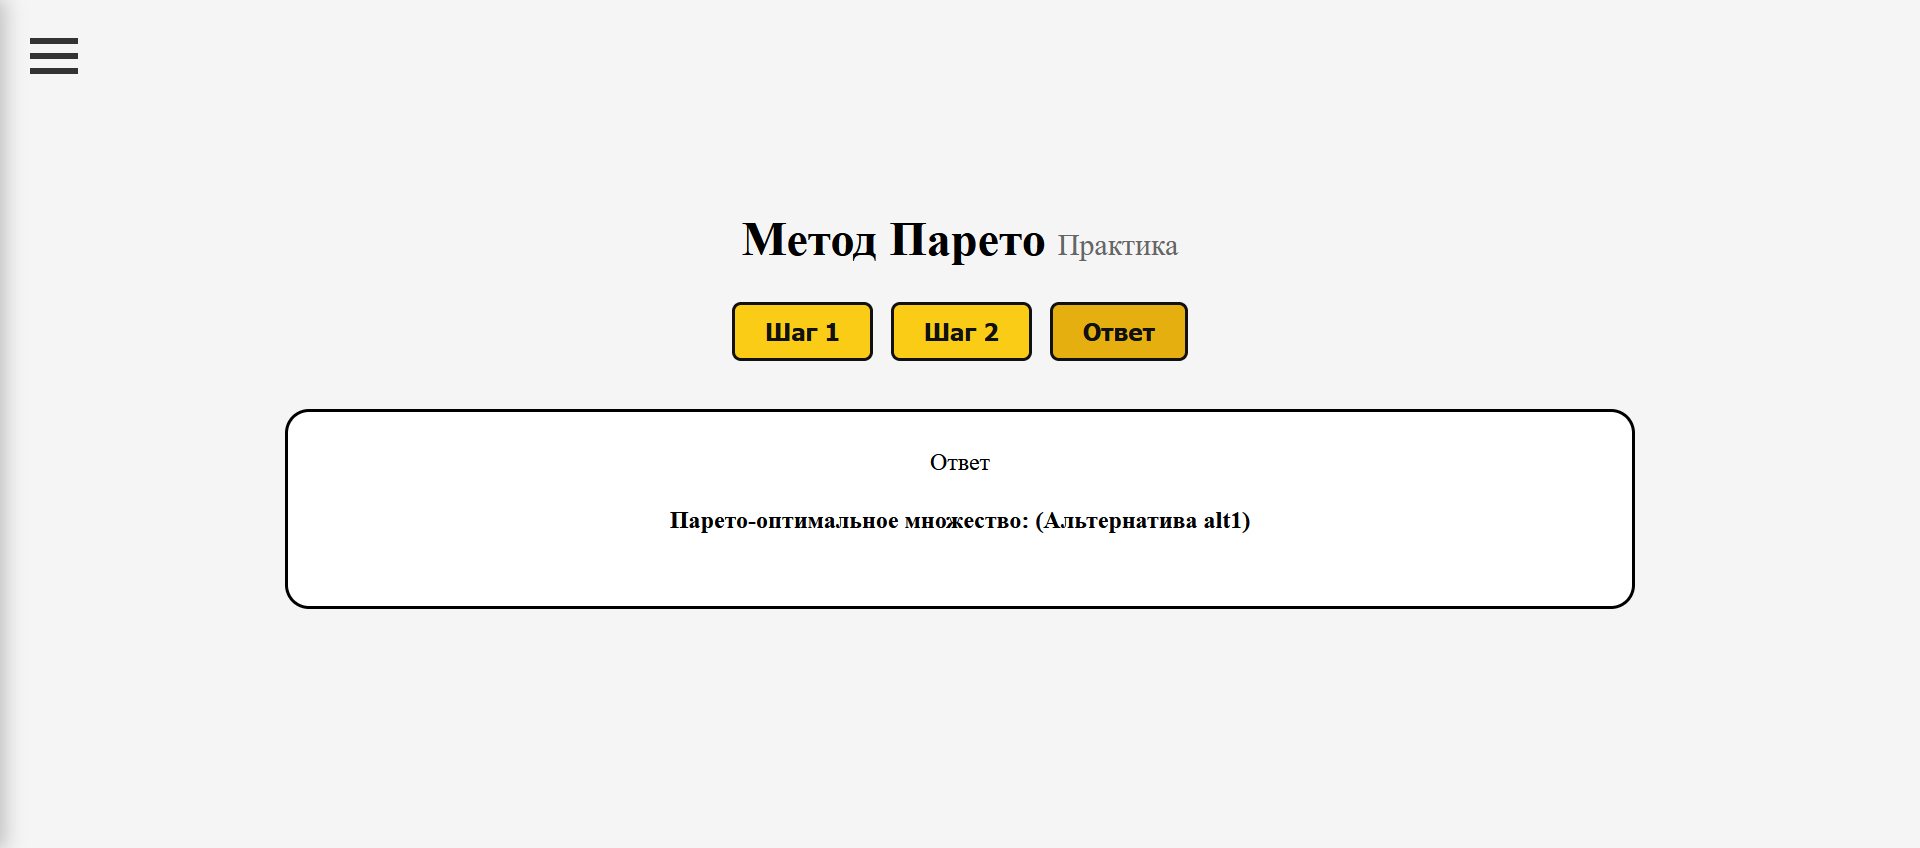 Метод Парето Практика
Шаг 1 Шаг 2 Ответ
Ответ
Парето-оптимальное множество: (Альтернатива alt1)